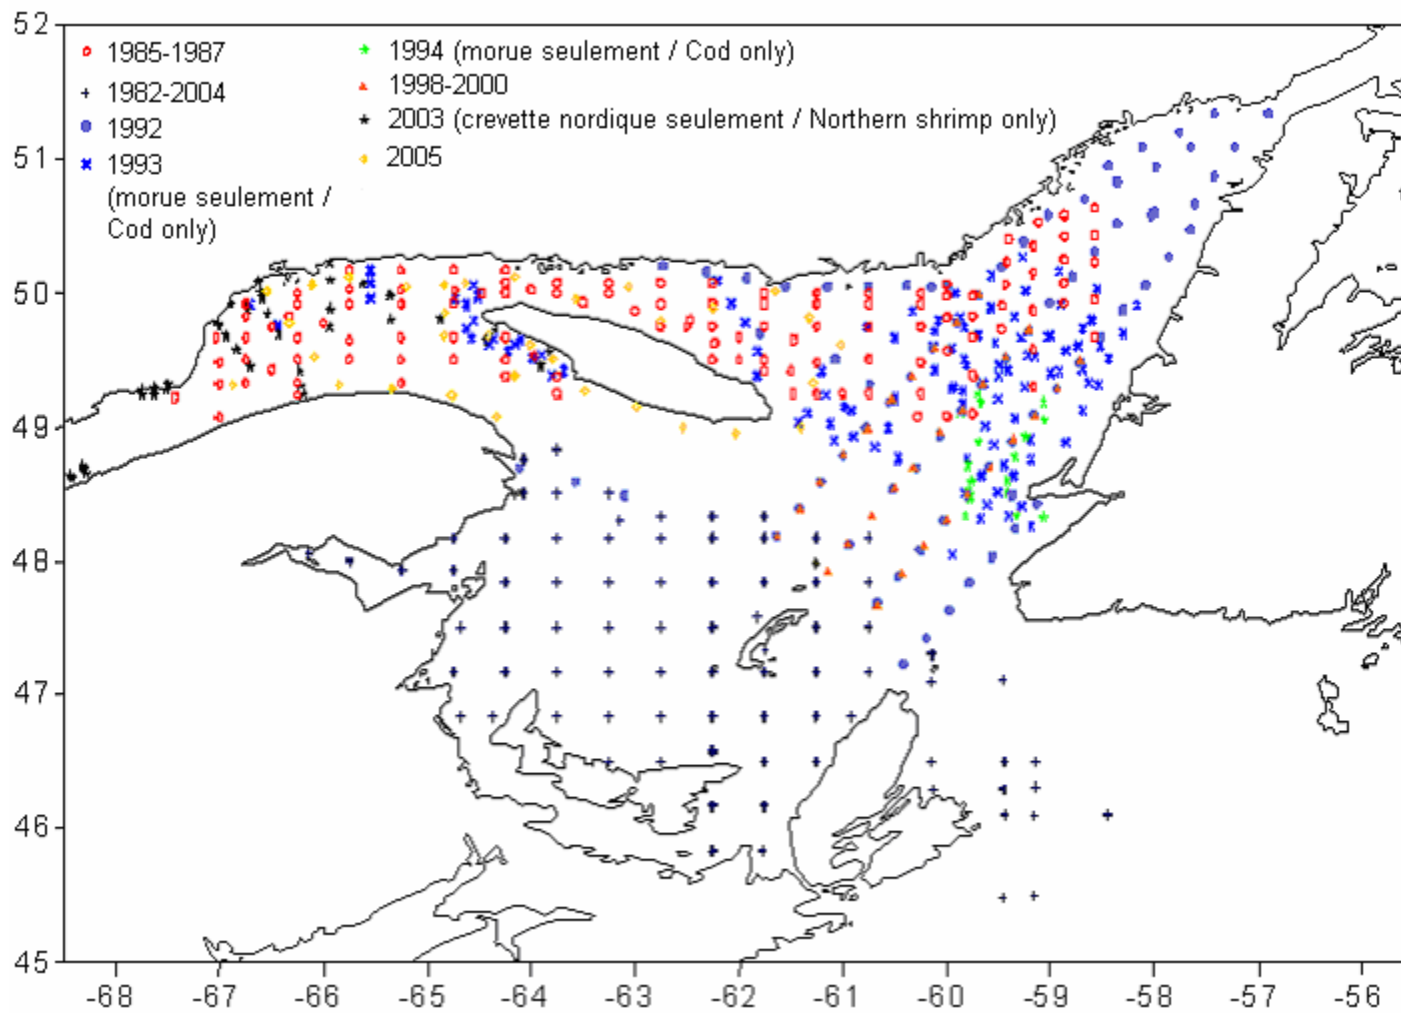 52
1985-1987
1982-2004
1992
1993
(morue seulement /
Cod only)
1994 (morue seulement / Cod only)
1998-2000
2003 (crevette nordique seulement / Northern shrimp only)
2005
51
50
49
48
47
46
45
-68 -67 -66 -65 -64 -63 -62 -61 -60 -59 -58 -57 -56